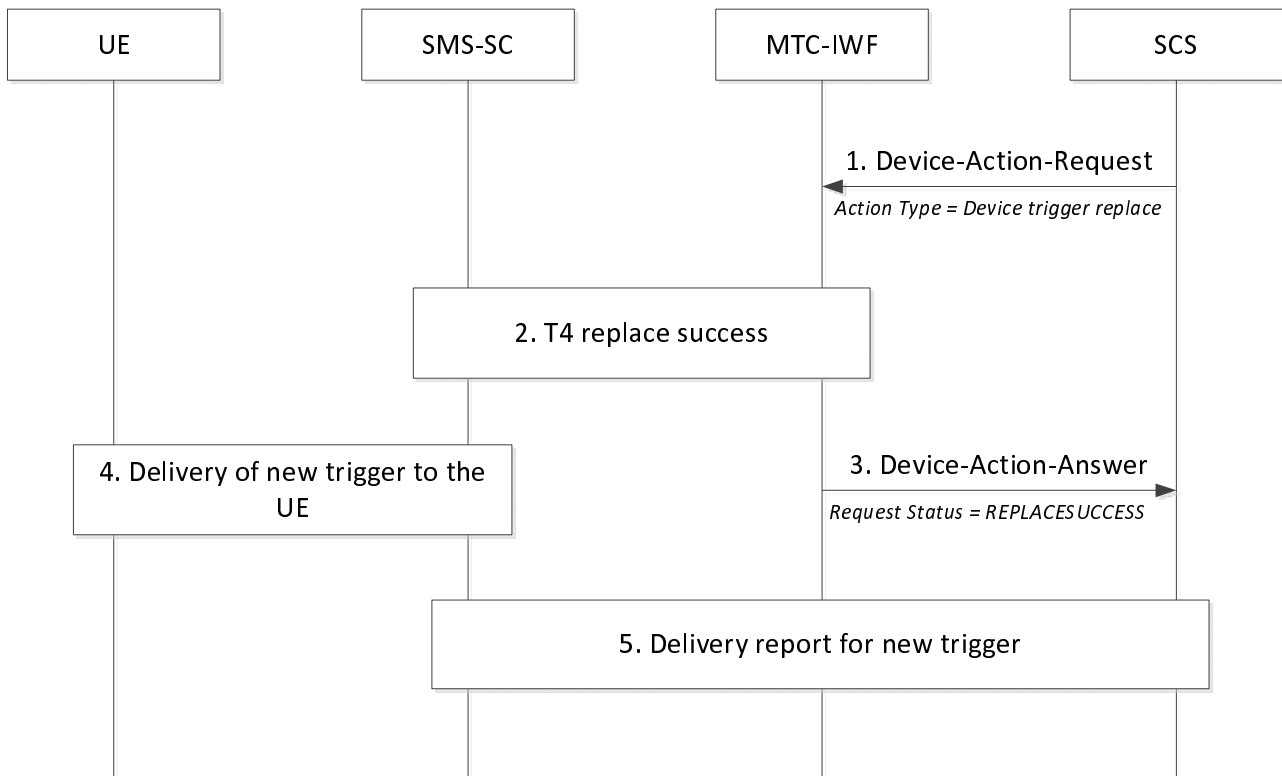 UE
SMS-SC
MTC-IWF
SCS
1. Device-Action-Request
Action Type = Device trigger replace
2. T4 replace success
4. Delivery of new trigger to the
UE
3. Device-Action-Answer
Request Status = REPLACESUCCESS
5. Delivery report for new trigger